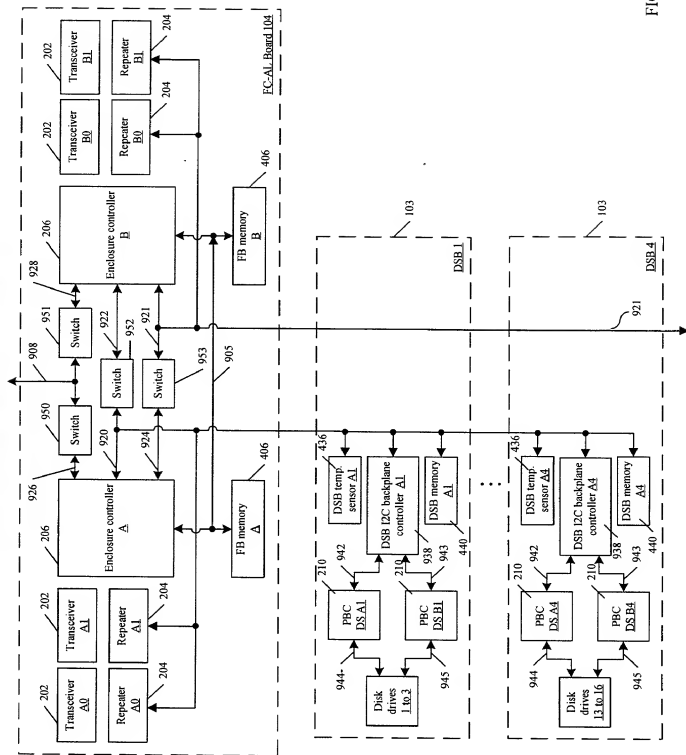 FC-AL Board 104
202
Transceiver
B1
204
Repeater
B1
202
Transceiver
B0
204
Repeater
B0
206
Enclosure controller
B
406
FB memory
B
928
951
Switch
908
922
952
Switch
921
953
Switch
905
950
Switch
926
920
924
206
Enclosure controller
A
406
FB memory
A
202
Transceiver
A1
204
Repeater
A1
202
Transceiver
A0
204
Repeater
A0
103
DSB 1
436
DSB temp.
sensor A1
DSB I2C backplane
controller A1
938
DSB memory
A1
440
942
943
210
PBC
DS A1
210
PBC
DS B1
944
945
Disk
drives
1 to 3
...
103
DSB 4
436
DSB temp.
sensor A4
DSB I2C backplane
controller A4
938
DSB memory
A4
440
942
943
210
PBC
DS A4
210
PBC
DS B4
944
945
Disk drives
13 to 16
921